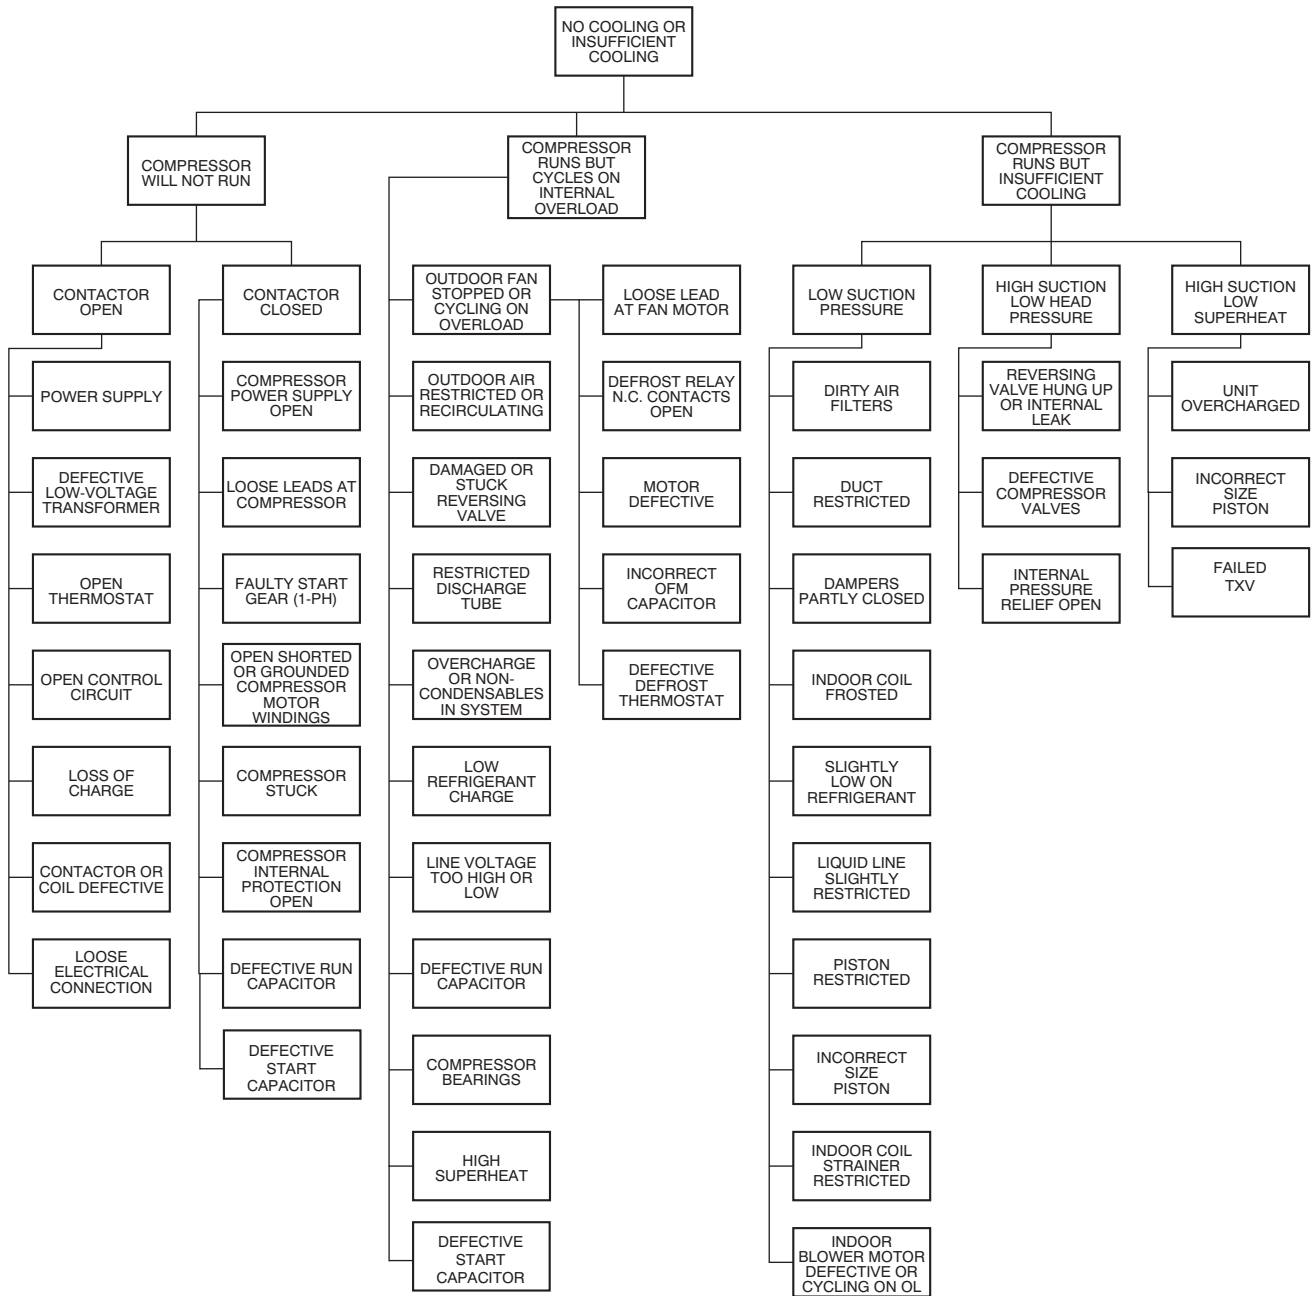 NO COOLING OR
INSUFFICIENT
COOLING
COMPRESSOR
WILL NOT RUN
COMPRESSOR
RUNS BUT
CYCLES ON
INTERNAL
OVERLOAD
COMPRESSOR
RUNS BUT
INSUFFICIENT
COOLING
CONTACTOR
OPEN
POWER SUPPLY
DEFECTIVE
LOW-VOLTAGE
TRANSFORMER
OPEN
THERMOSTAT
OPEN CONTROL
CIRCUIT
LOSS OF
CHARGE
CONTACTOR OR
COIL DEFECTIVE
LOOSE
ELECTRICAL
CONNECTION
CONTACTOR
CLOSED
COMPRESSOR
POWER SUPPLY
OPEN
LOOSE LEADS AT
COMPRESSOR
FAULTY START
GEAR (1-PH)
OPEN SHORTED
OR GROUNDED
COMPRESSOR
MOTOR
WINDINGS
COMPRESSOR
STUCK
COMPRESSOR
INTERNAL
PROTECTION
OPEN
DEFECTIVE RUN
CAPACITOR
DEFECTIVE
START
CAPACITOR
OUTDOOR FAN
STOPPED OR
CYCLING ON
OVERLOAD
OUTDOOR AIR
RESTRICTED OR
RECIRCULATING
DAMAGED OR
STUCK
REVERSING
VALVE
RESTRICTED
DISCHARGE
TUBE
OVERCHARGE
OR NON-
CONDENSABLES
IN SYSTEM
LOW
REFRIGERANT
CHARGE
LINE VOLTAGE
TOO HIGH OR
LOW
DEFECTIVE RUN
CAPACITOR
COMPRESSOR
BEARINGS
HIGH
SUPERHEAT
DEFECTIVE
START
CAPACITOR
LOOSE LEAD
AT FAN MOTOR
DEFROST RELAY
N.C. CONTACTS
OPEN
MOTOR
DEFECTIVE
INCORRECT
OFM
CAPACITOR
DEFECTIVE
DEFROST
THERMOSTAT
LOW SUCTION
PRESSURE
DIRTY AIR
FILTERS
DUCT
RESTRICTED
DAMPERS
PARTLY CLOSED
INDOOR COIL
FROSTED
SLIGHTLY
LOW ON
REFRIGERANT
LIQUID LINE
SLIGHTLY
RESTRICTED
PISTON
RESTRICTED
INCORRECT
SIZE
PISTON
INDOOR COIL
STRAINER
RESTRICTED
INDOOR
BLOWER MOTOR
DEFECTIVE OR
CYCLING ON OL
HIGH SUCTION
LOW HEAD
PRESSURE
REVERSING
VALVE HUNG UP
OR INTERNAL
LEAK
DEFECTIVE
COMPRESSOR
VALVES
INTERNAL
PRESSURE
RELIEF OPEN
HIGH SUCTION
LOW
SUPERHEAT
UNIT
OVERCHARGED
INCORRECT
SIZE
PISTON
FAILED
TXV